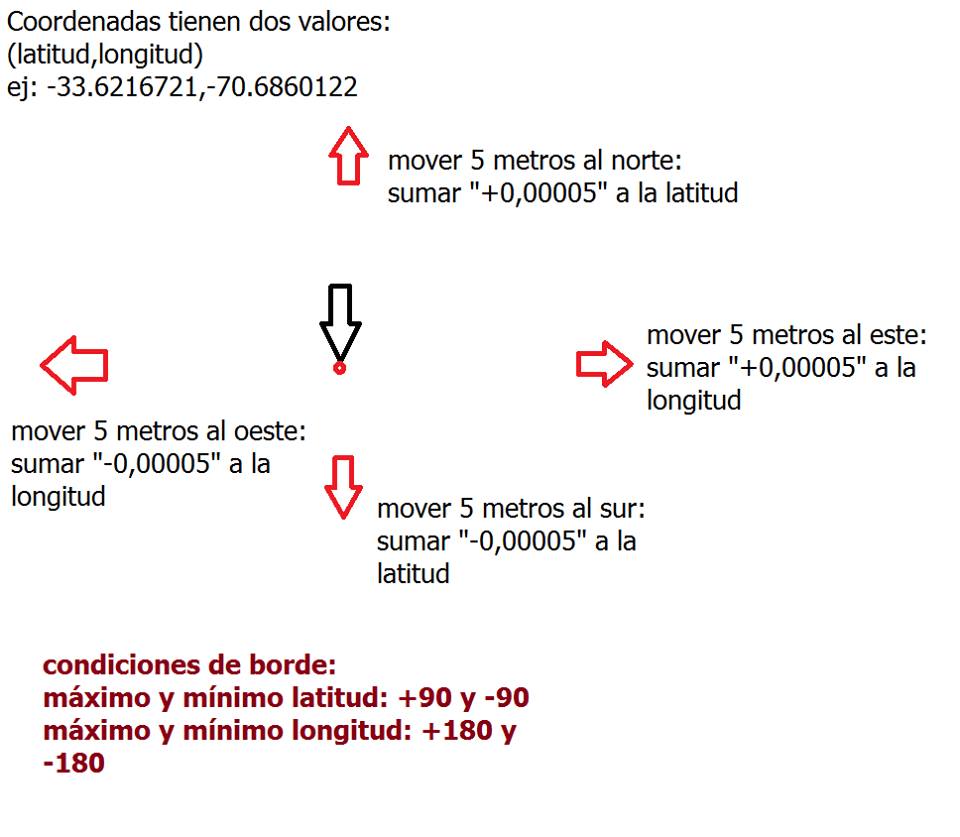 Coordenadas tienen dos valores:
(latitud,longitud)
ej: -33.6216721,-70.6860122
mover 5 metros al norte:
sumar "+0,00005" a la latitud
mover 5 metros al este:
sumar "+0,00005" a la
longitud
mover 5 metros al oeste:
sumar "-0,00005" a la
longitud
mover 5 metros al sur:
sumar "-0,00005" a la
latitud
condiciones de borde:
máximo y mínimo latitud: +90 y -90
máximo y mínimo longitud: +180 y
-180